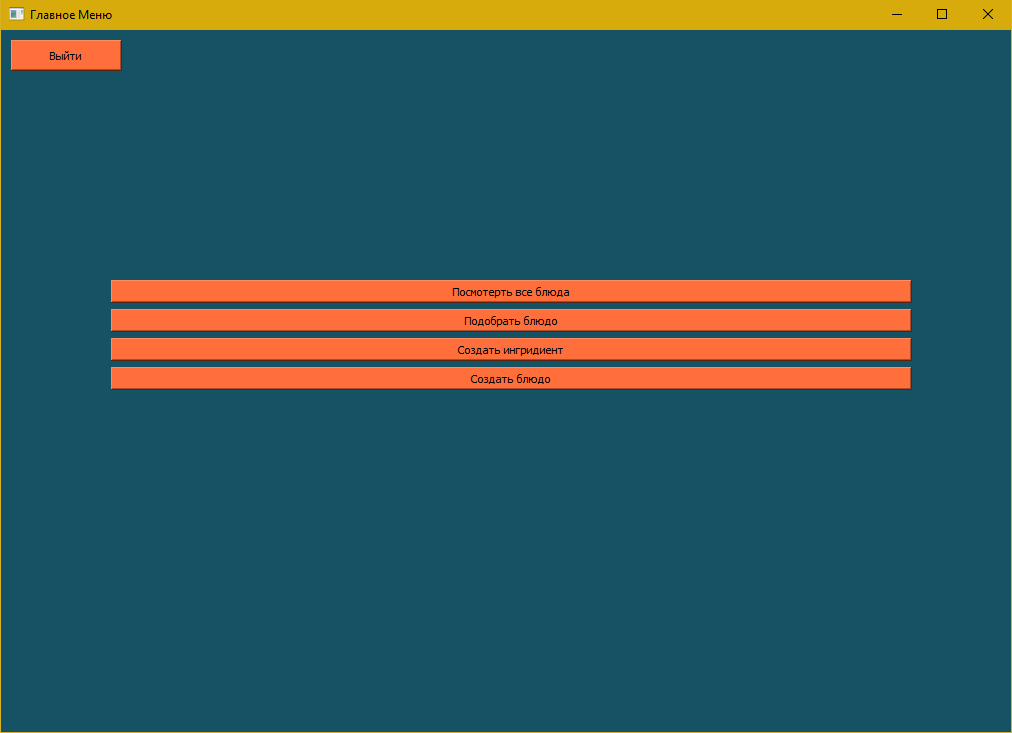 Главное Меню
Выйти
Посмотерть все блюда
Подобрать блюдо
Создать ингридиент
Создать блюдо